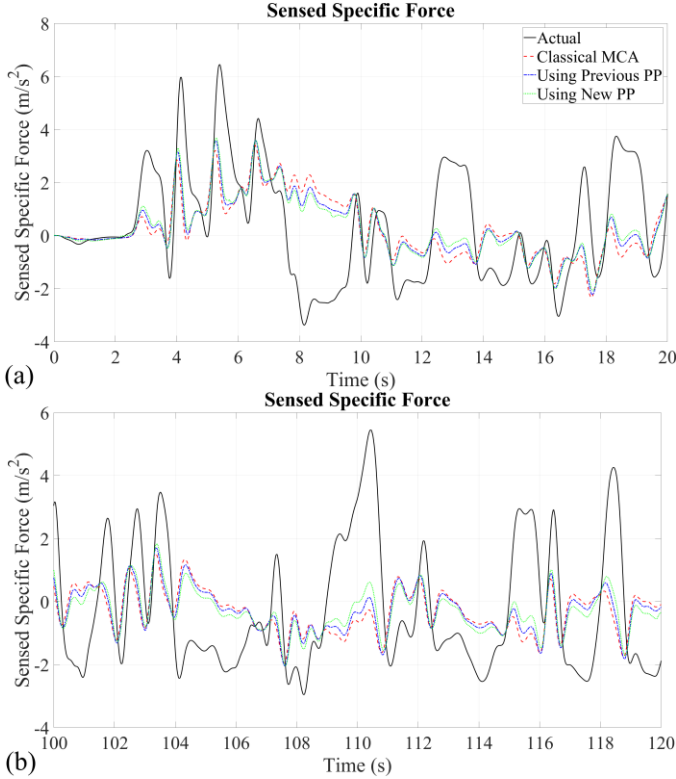 Sensed Specific Force
8
6
4
2
0
-2
-4
Sensed Specific Force (m/s²)
Actual
Classical MCA
Using Previous PP
Using New PP
0 2 4 6 8 10 12 14 16 18 20
Time (s)
(a)
Sensed Specific Force
6
4
2
0
-2
-4
Sensed Specific Force (m/s²)
100 102 104 106 108 110 112 114 116 118 120
Time (s)
(b)